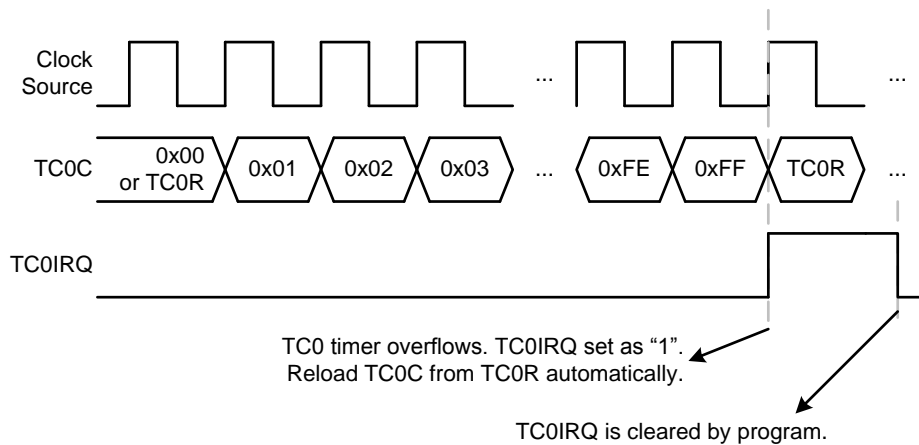 Clock
Source
...
...
TC0C
0x00
or TC0R
0x01
0x02
0x03
...
0xFE
0xFF
TC0R
...
TC0IRQ
TC0 timer overflows. TC0IRQ set as “1”.
Reload TC0C from TC0R automatically.
TC0IRQ is cleared by program.